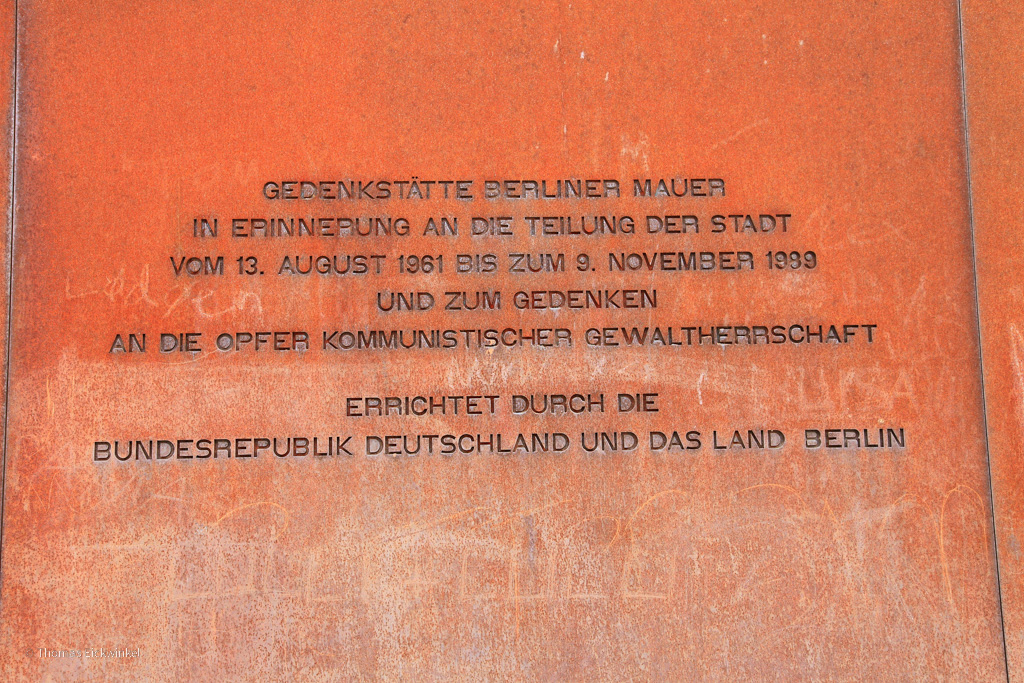 GEDENKSTÄTTE BERLINER MAUER
IN ERINNERUNG AN DIE TEILUNG DER STADT
VOM 13. AUGUST 1961 BIS ZUM 9. NOVEMBER 1989
UND ZUM GEDENKEN
AN DIE OPFER KOMMUNISTISCHER GEWALTHERRSCHAFT
ERRICHTET DURCH DIE
BUNDESREPUBLIK DEUTSCHLAND UND DAS LAND BERLIN